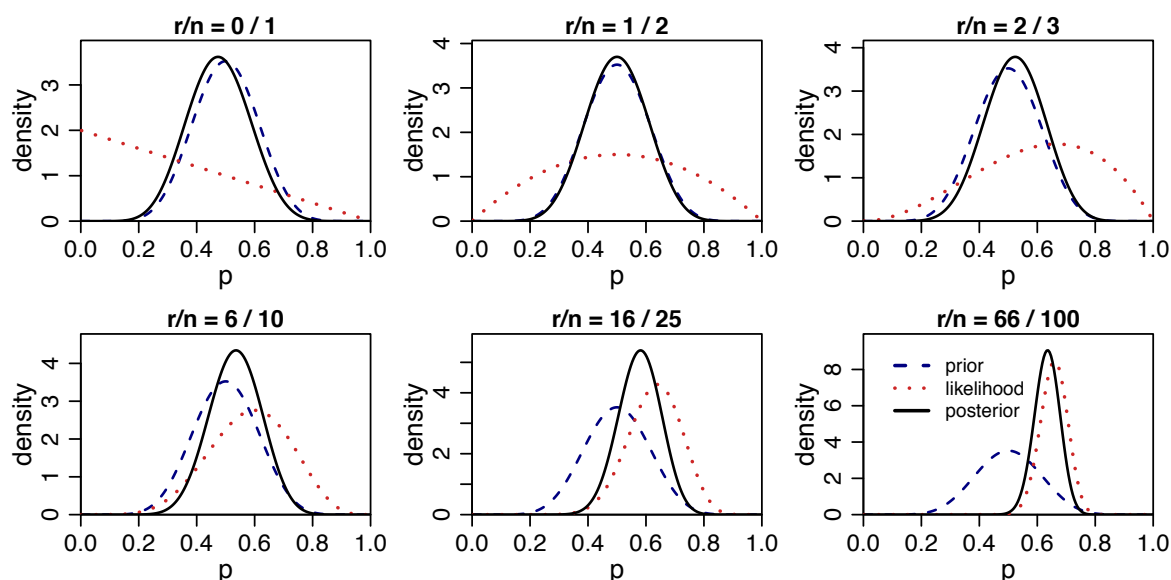 r/n = 0 / 1
density
0 1 2 3
0.0 0.2 0.4 0.6 0.8 1.0
p
r/n = 1 / 2
density
0 1 2 3 4
0.0 0.2 0.4 0.6 0.8 1.0
p
r/n = 2 / 3
density
0 1 2 3 4
0.0 0.2 0.4 0.6 0.8 1.0
p
r/n = 6 / 10
density
0 1 2 3 4
0.0 0.2 0.4 0.6 0.8 1.0
p
r/n = 16 / 25
density
0 2 4
0.0 0.2 0.4 0.6 0.8 1.0
p
r/n = 66 / 100
prior
likelihood
posterior
density
0 2 4 6 8
0.0 0.2 0.4 0.6 0.8 1.0
p